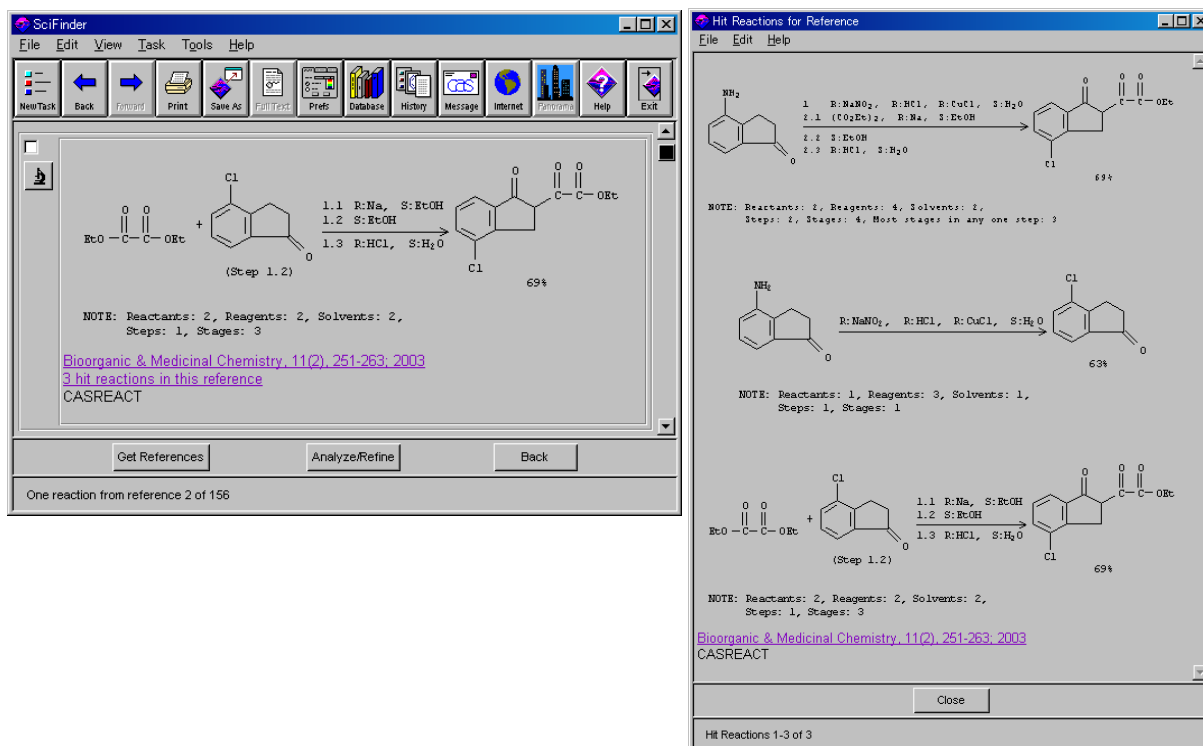 SciFinder
File Edit View Task Tools Help
New Task Back Forward Print Save As Full Text Prefs Database History Message Internet Panorama Help Exit
cas
Cl
O O
EtO-C-C-OEt
+
O
(Step 1.2)
1.1 R:Na, S:EtOH
1.2 S:EtOH
1.3 R:HCl, S:H2O
O O O
C-C-OEt
Cl
69%
NOTE: Reactants: 2, Reagents: 2, Solvents: 2,
Steps: 1, Stages: 3
Bioorganic & Medicinal Chemistry, 11(2), 251-263; 2003
3 hit reactions in this reference
CASREACT
Get References Analyze/Refine Back
One reaction from reference 2 of 156
Hit Reactions for Reference
File Edit Help
NH2
O
1 R:NaNO2, R:HCl, R:CuCl, S:H2O
2.1 (CO2Et)2, R:Na, S:EtOH
2.2 S:EtOH
2.3 R:HCl, S:H2O
O O O
C-C-OEt
Cl
69%
NOTE: Reactants: 2, Reagents: 4, Solvents: 2,
Steps: 2, Stages: 4, Most stages in any one step: 3
NH2
O
R:NaNO2, R:HCl, R:CuCl, S:H2O
Cl
O
63%
NOTE: Reactants: 1, Reagents: 3, Solvents: 1,
Steps: 1, Stages: 1
Cl
O O
EtO-C-C-OEt
+
O
(Step 1.2)
1.1 R:Na, S:EtOH
1.2 S:EtOH
1.3 R:HCl, S:H2O
O O O
C-C-OEt
Cl
69%
NOTE: Reactants: 2, Reagents: 2, Solvents: 2,
Steps: 1, Stages: 3
Bioorganic & Medicinal Chemistry, 11(2), 251-263; 2003
CASREACT
Close
Hit Reactions 1-3 of 3